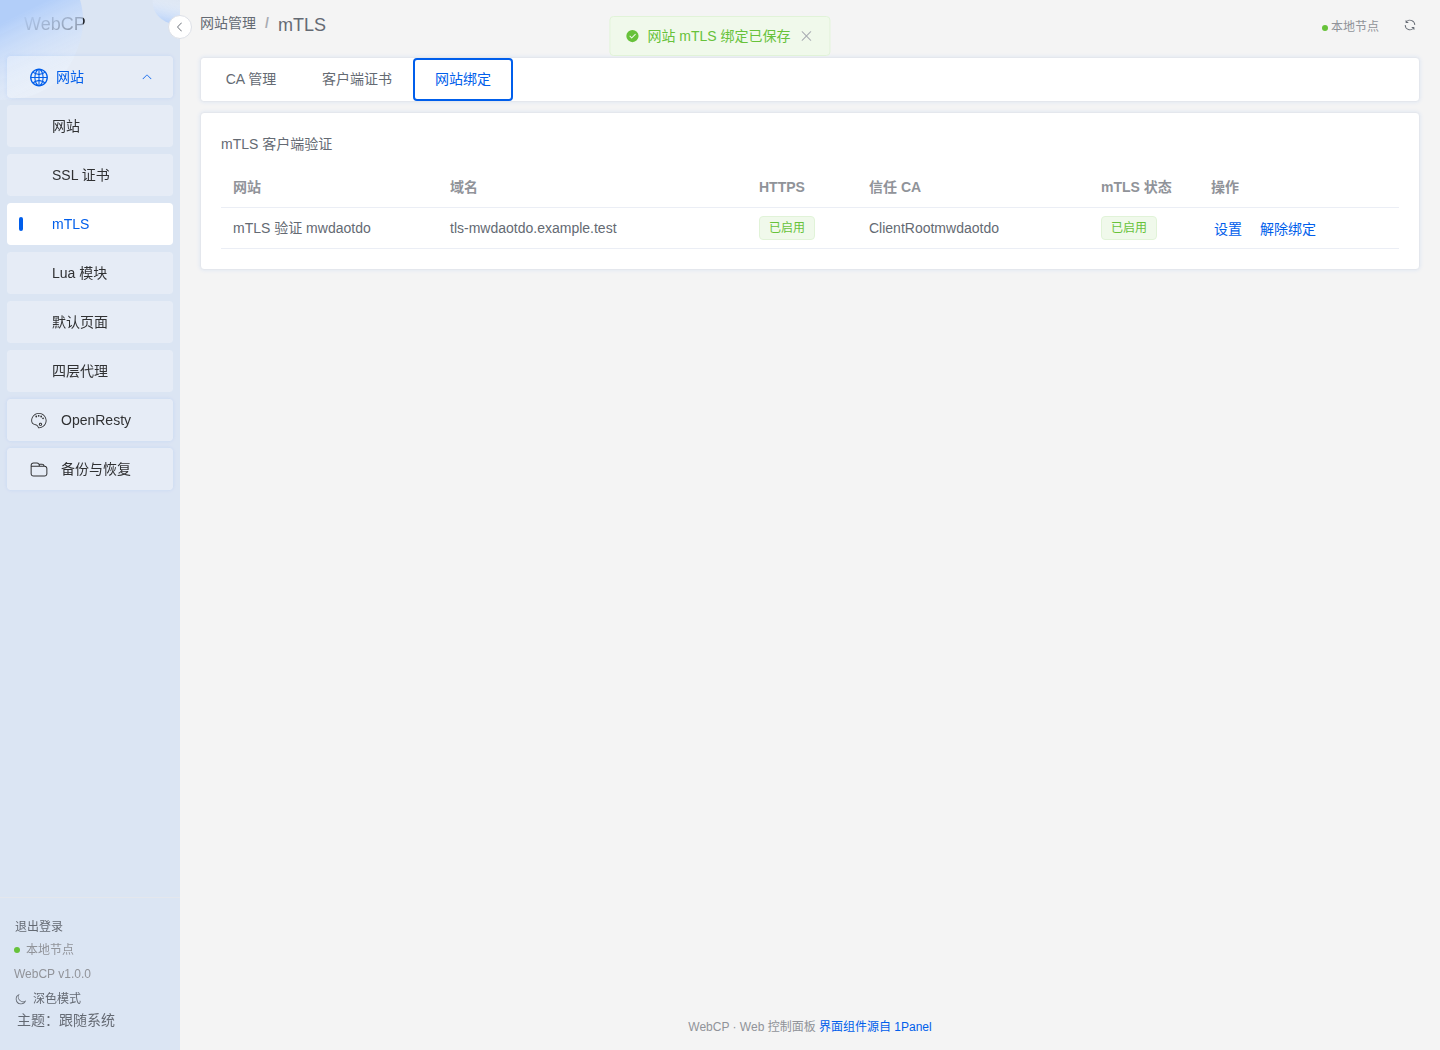 WebCP
网站
网站
SSL 证书
mTLS
Lua 模块
默认页面
四层代理
OpenResty
备份与恢复
退出登录
本地节点
WebCP v1.0.0
深色模式
主题：跟随系统
网站管理 / mTLS
网站 mTLS 绑定已保存
本地节点
CA 管理 客户端证书 网站绑定
mTLS 客户端验证
网站 域名 HTTPS 信任 CA mTLS 状态 操作
mTLS 验证 mwdaotdo tls-mwdaotdo.example.test 已启用 ClientRootmwdaotdo 已启用 设置 解除绑定
WebCP · Web 控制面板 界面组件源自 1Panel